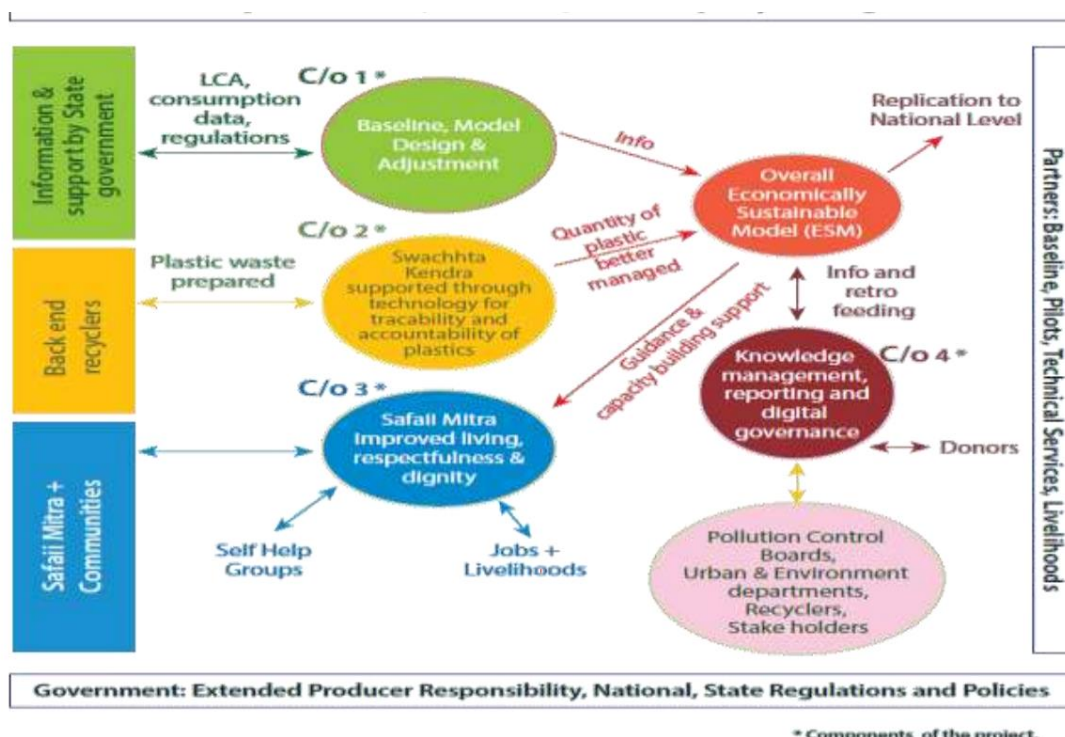 Information &
support by State
government
LCA,
consumption
data,
regulations
C/o 1 *
Baseline, Model
Design &
Adjustment
Info
Replication to
National Level
Overall
Economically
Sustainable
Model (ESM)
Back end
recyclers
Plastic waste
prepared
C/o 2 *
Swachhta
Kendra
supported through
technology for
tracability and
accountability of
plastics
Quantity of
plastic
better
managed
Guidance &
capacity building support
Info and
retro
feeding
Safaii Mitra +
Communities
C/o 3 *
Safaii Mitra
Improved living,
respectfulness &
dignity
Self Help
Groups
Jobs +
Livelihoods
C/o 4 *
Knowledge
management,
reporting and
digital
governance
Donors
Pollution Control
Boards,
Urban & Environment
departments,
Recyclers,
Stake holders
Partners: Baseline, Pilots, Technical Services, Livelihoods
Government: Extended Producer Responsibility, National, State Regulations and Policies
* Components of the project.